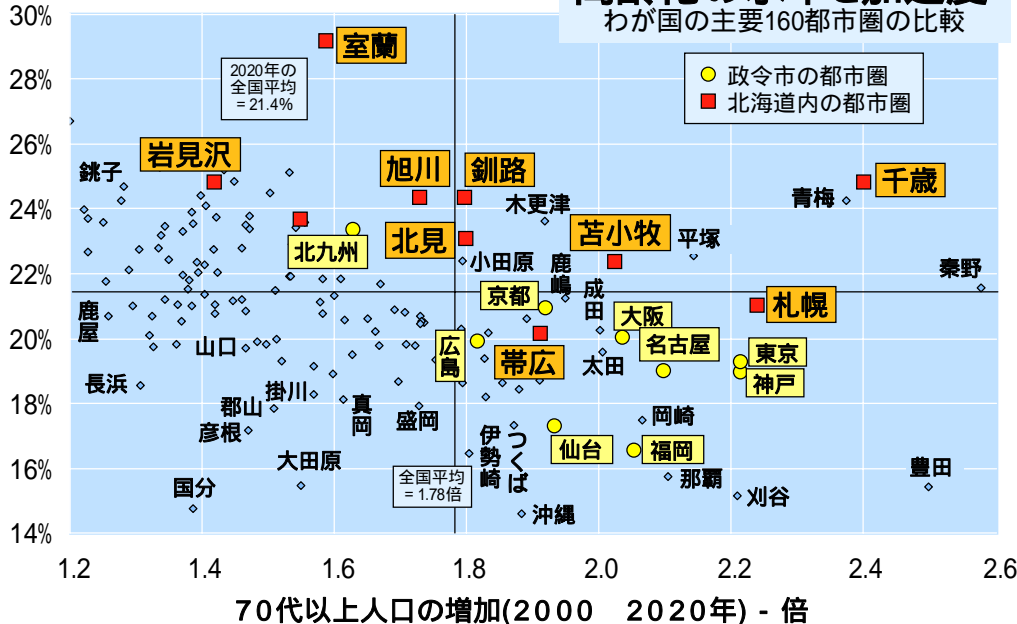 わが国の主要160都市圏の比較
政令市の都市圏
北海道内の都市圏
30%
28%
26%
24%
22%
20%
18%
16%
14%
室蘭
2020年の
全国平均
=21.4%
岩見沢
旭川
釧路
千歳
銚子
青梅
木更津
北九州
北見
苫小牧
平塚
小田原
鹿嶋
秦野
京都
成田
札幌
鹿屋
大阪
山口
広島
帯広
名古屋
東京
太田
神戸
長浜
掛川
郡山
真岡
盛岡
岡崎
彦根
伊勢崎
つくば
仙台
福岡
大田原
全国平均
= 1.78倍
那覇
豊田
国分
刈谷
沖縄
1.2 1.4 1.6 1.8 2.0 2.2 2.4 2.6
70代以上人口の増加(2000　2020年) - 倍